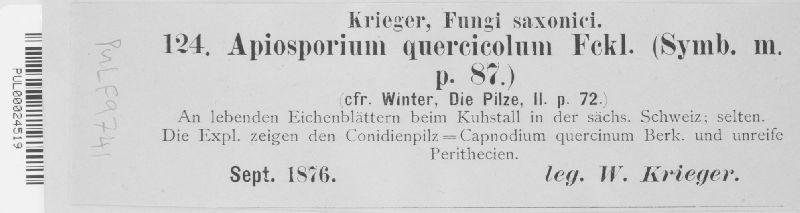 Krieger, Fungi saxonici.
124. Apiosporium quercicolum Fckl. (Symb. m.
p. 87.)
(cfr. Winter, Die Pilze, II. p. 72.)
An lebenden Eichenblättern beim Kuhstall in der sächs. Schweiz; selten.
Die Expl. zeigen den Conidienpilz = Capnodium quercinum Berk. und unreife
Perithecien.
Sept. 1876. leg. W. Krieger.
PUL00024519
PULF9741